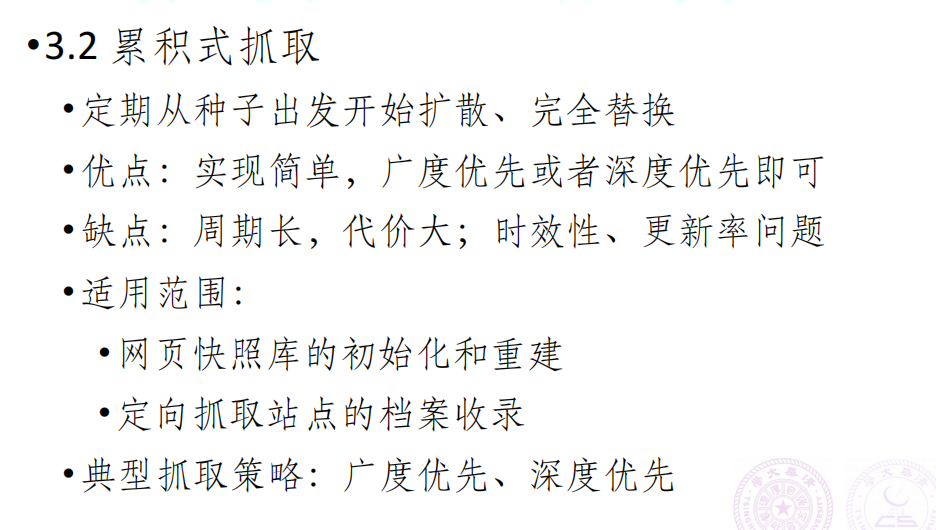 •3.2 累积式抓取
•定期从种子出发开始扩散、完全替换
•优点：实现简单，广度优先或者深度优先即可
•缺点：周期长，代价大；时效性、更新率问题
•适用范围：
•网页快照库的初始化和重建
•定向抓取站点的档案收录
•典型抓取策略：广度优先、深度优先